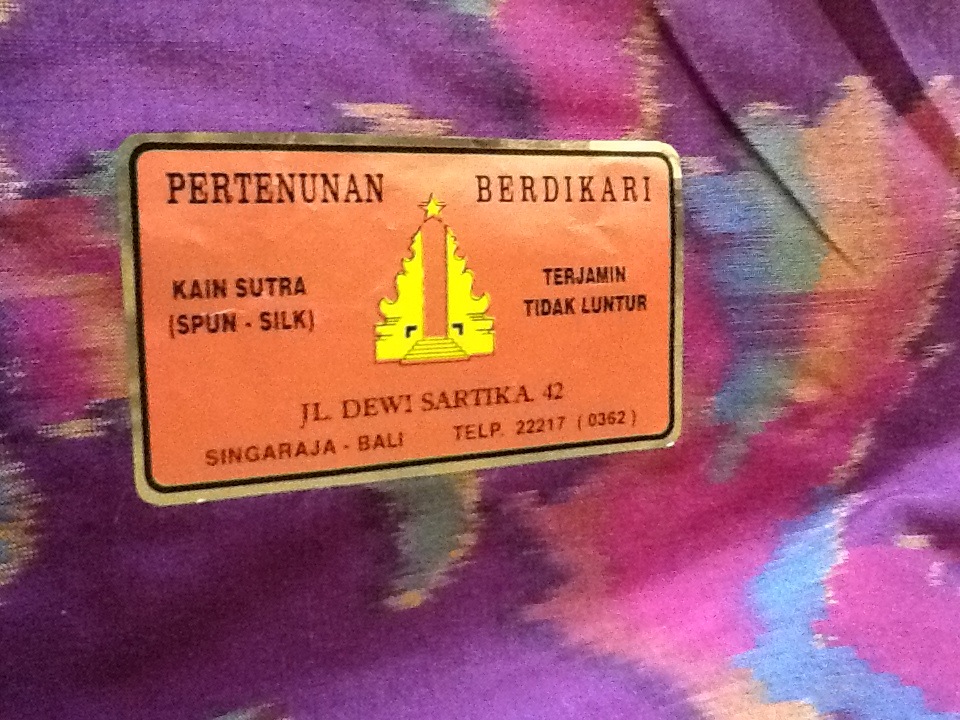 PERTENUNAN BERDIKARI
KAIN SUTRA
(SPUN - SILK)
TERJAMIN
TIDAK LUNTUR
JL. DEWI SARTIKA 42
SINGARAJA - BALI TELP. 22217 (0362)